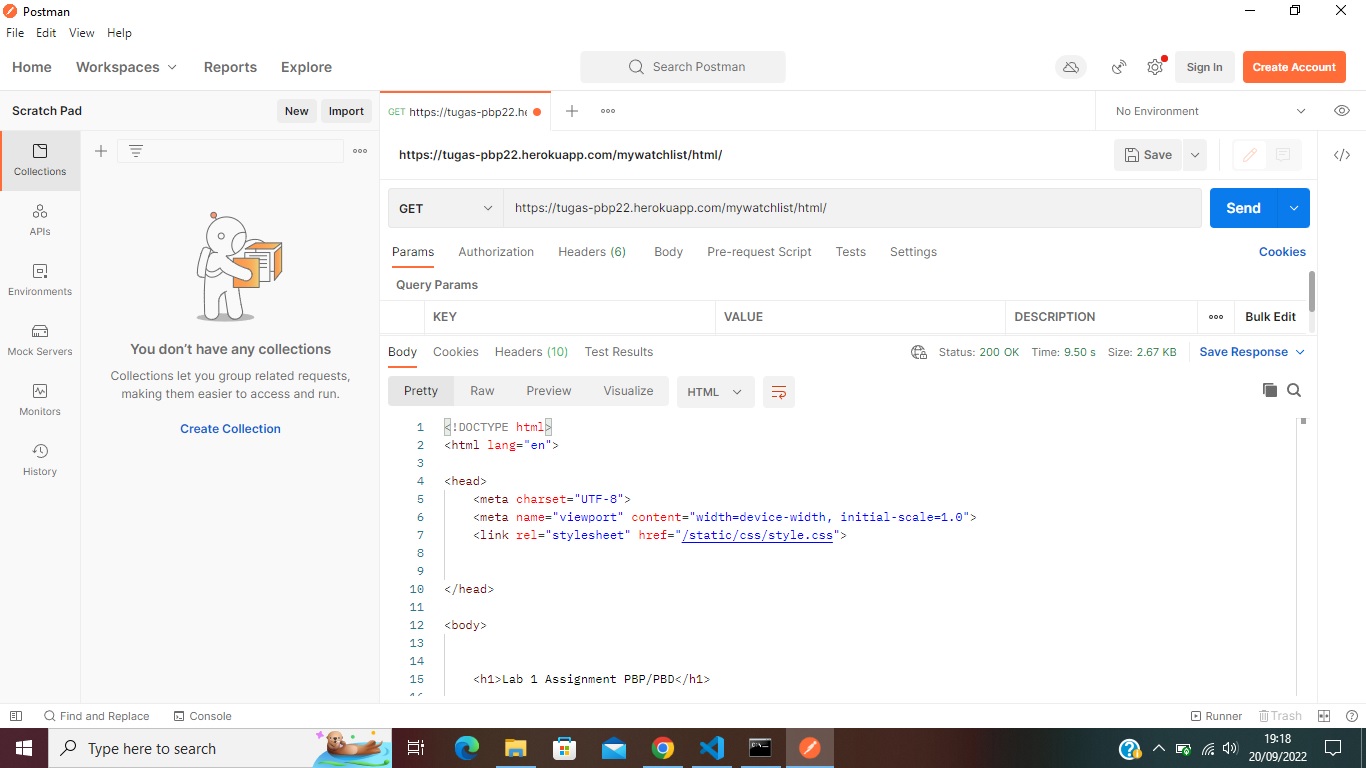 Postman
File Edit View Help
Home Workspaces Reports Explore Search Postman Sign In Create Account
Scratch Pad New Import GET https://tugas-pbp22.he No Environment
Collections
APIs
Environments
Mock Servers
Monitors
History
You don’t have any collections
Collections let you group related requests,
making them easier to access and run.
Create Collection
https://tugas-pbp22.herokuapp.com/mywatchlist/html/ Save
GET https://tugas-pbp22.herokuapp.com/mywatchlist/html/ Send
Params Authorization Headers (6) Body Pre-request Script Tests Settings Cookies
Query Params
KEY VALUE DESCRIPTION Bulk Edit
Body Cookies Headers (10) Test Results Status: 200 OK Time: 9.50 s Size: 2.67 KB Save Response
Pretty Raw Preview Visualize HTML
1 <!DOCTYPE html>
2 <html lang="en">
3
4 <head>
5 <meta charset="UTF-8">
6 <meta name="viewport" content="width=device-width, initial-scale=1.0">
7 <link rel="stylesheet" href="/static/css/style.css">
8
9
10 </head>
11
12 <body>
13
14
15 <h1>Lab 1 Assignment PBP/PBD</h1>
Find and Replace Console Runner Trash
Type here to search
19:18
20/09/2022